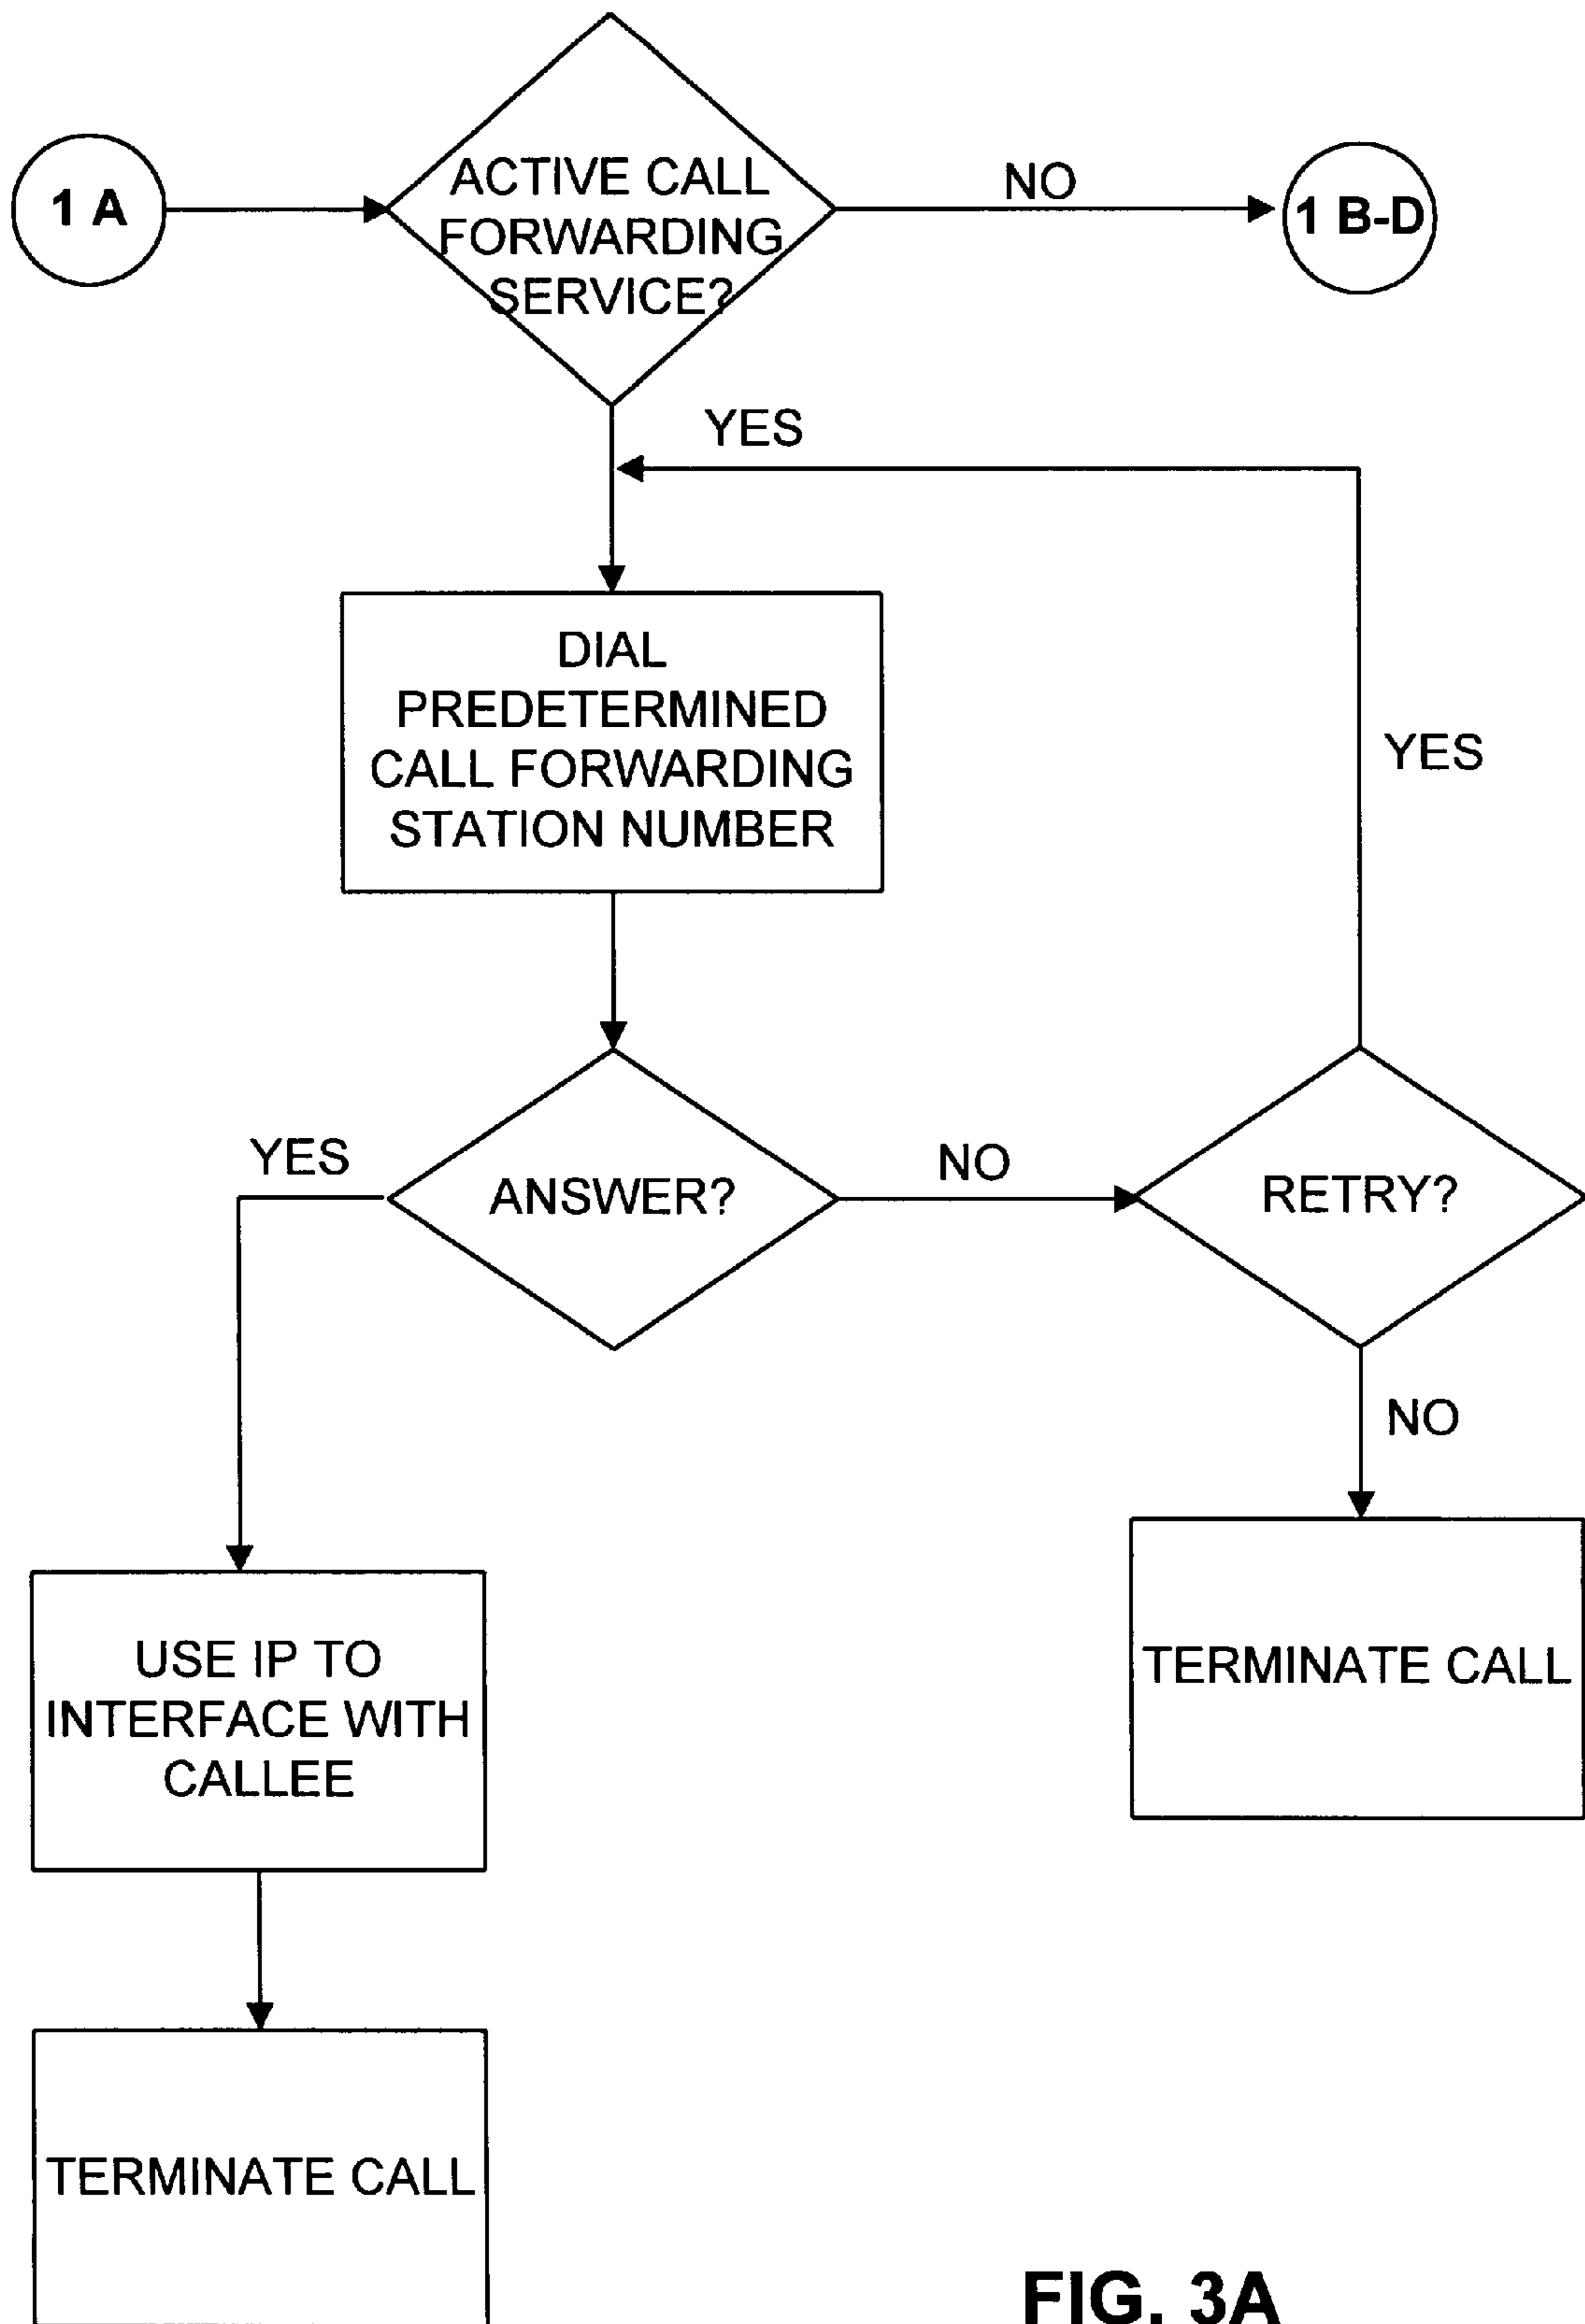 1 A
ACTIVE CALL
FORWARDING
SERVICE?
NO
1 B-D
YES
DIAL
PREDETERMINED
CALL FORWARDING
STATION NUMBER
YES
YES
ANSWER?
NO
RETRY?
NO
USE IP TO
INTERFACE WITH
CALLEE
TERMINATE CALL
TERMINATE CALL
FIG. 3A